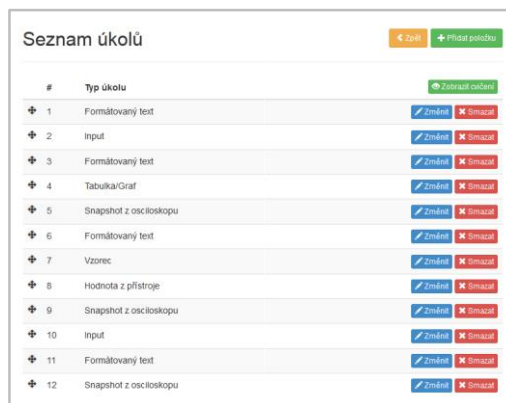 Seznam úkolů
Zpět Přidat položku
# Typ úkolu Zobrazit cvičení
1 Formátovaný text Změnit Smazat
2 Input Změnit Smazat
3 Formátovaný text Změnit Smazat
4 Tabulka/Graf Změnit Smazat
5 Snapshot z osciloskopu Změnit Smazat
6 Formátovaný text Změnit Smazat
7 Vzorec Změnit Smazat
8 Hodnota z přístroje Změnit Smazat
9 Snapshot z osciloskopu Změnit Smazat
10 Input Změnit Smazat
11 Formátovaný text Změnit Smazat
12 Snapshot z osciloskopu Změnit Smazat